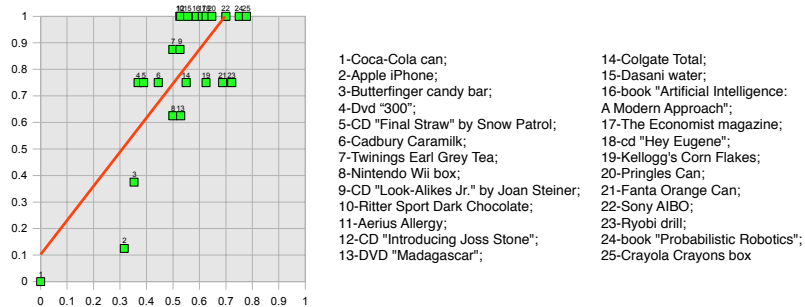 1
0.9
0.8
0.7
0.6
0.5
0.4
0.3
0.2
0.1
0
0 0.1 0.2 0.3 0.4 0.5 0.6 0.7 0.8 0.9 1
22 24 25
7 9
4 5 6 14 19 21 23
8 13
3
2
1
1-Coca-Cola can;
2-Apple iPhone;
3-Butterfinger candy bar;
4-Dvd “300”;
5-CD "Final Straw" by Snow Patrol;
6-Cadbury Caramilk;
7-Twinings Earl Grey Tea;
8-Nintendo Wii box;
9-CD "Look-Alikes Jr." by Joan Steiner;
10-Ritter Sport Dark Chocolate;
11-Aerius Allergy;
12-CD "Introducing Joss Stone";
13-DVD "Madagascar";
14-Colgate Total;
15-Dasani water;
16-book "Artificial Intelligence:
A Modern Approach";
17-The Economist magazine;
18-cd "Hey Eugene";
19-Kellogg's Corn Flakes;
20-Pringles Can;
21-Fanta Orange Can;
22-Sony AIBO;
23-Ryobi drill;
24-book "Probabilistic Robotics";
25-Crayola Crayons box